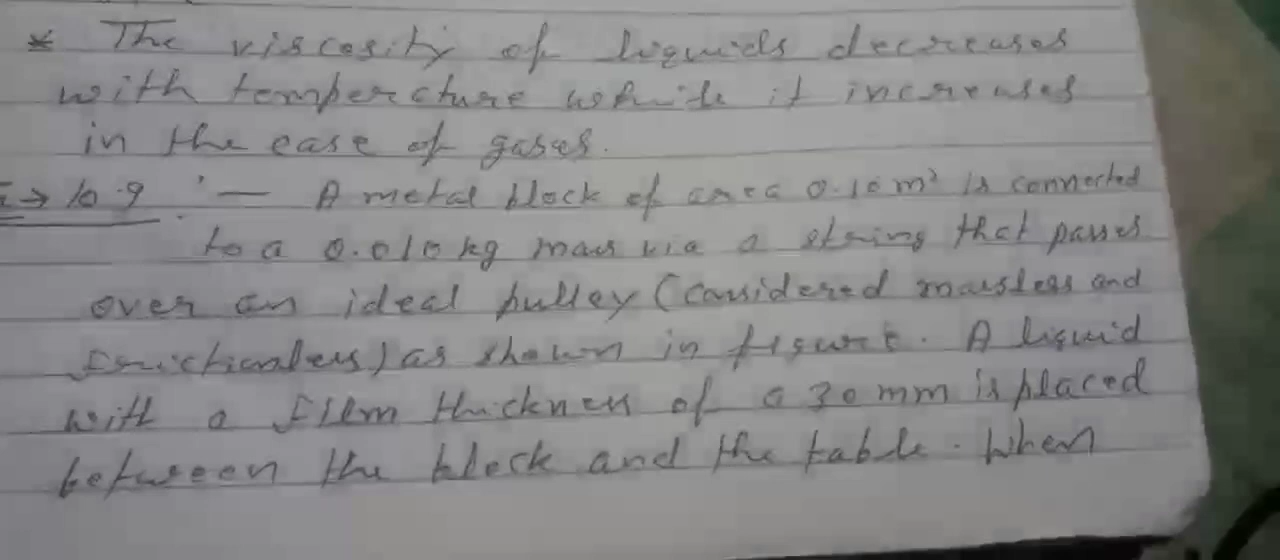 * The viscosity of liquids decreases
with temperature while it increases
in the case of gases.
→ 10.9 :- A metal block of area 0.10 m² is connected
to a 0.010 kg mass via a string that passes
over an ideal pulley (considered massless and
frictionless) as shown in figure. A liquid
with a film thickness of a 30 mm is placed
between the block and the table. When